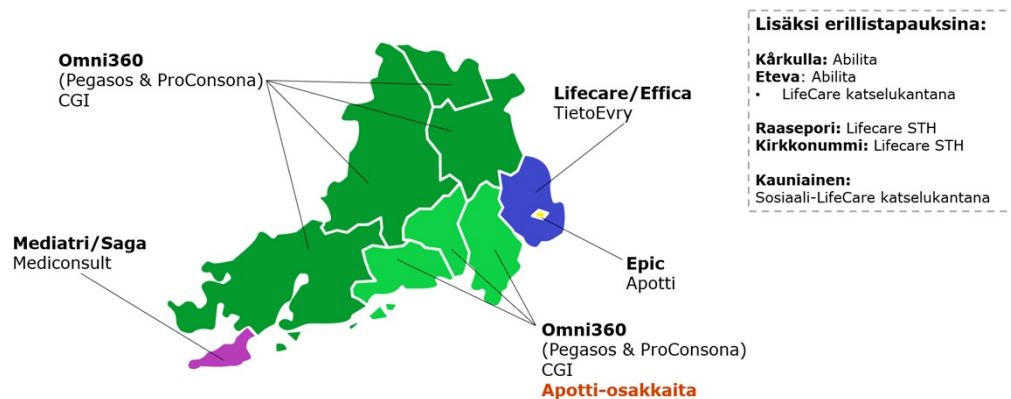 Omni360
(Pegasos & ProConsona)
CGI
Lifecare/Effica
TietoEvry
Mediatri/Saga
Mediconsult
Epic
Apotti
Omni360
(Pegasos & ProConsona)
CGI
Apotti-osakkaita
Lisäksi erillistapauksina:
Kårkulla: Abilita
Eteva: Abilita
• LifeCare katselukantana
Raasepori: Lifecare STH
Kirkkonummi: Lifecare STH
Kauniainen:
Sosiaali-LifeCare katselukantana